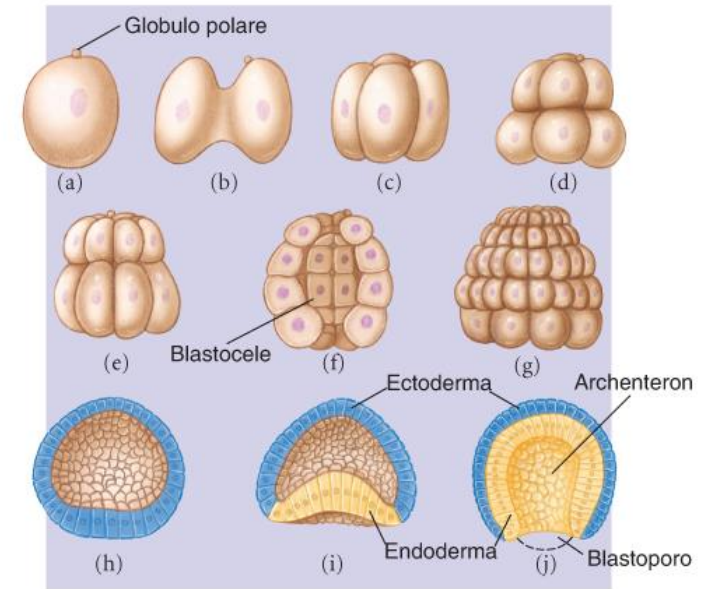 Globulo polare
(a)
(b)
(c)
(d)
Blastocele
(e)
(f)
(g)
Ectoderma
Archenteron
Endoderma
Blastoporo
(h)
(i)
(j)